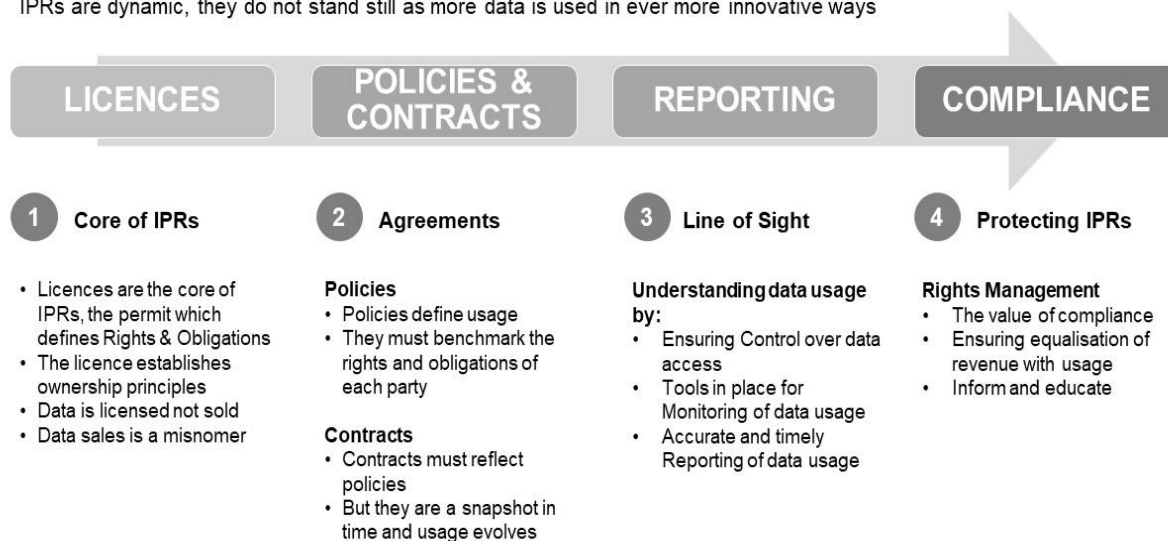 IPRs are dynamic, they do not stand still as more data is used in ever more innovative ways
LICENCES
POLICIES &
CONTRACTS
REPORTING
COMPLIANCE
1 Core of IPRs
• Licences are the core of
IPRs, the permit which
defines Rights & Obligations
• The licence establishes
ownership principles
• Data is licensed not sold
• Data sales is a misnomer
2 Agreements
Policies
• Policies define usage
• They must benchmark the
rights and obligations of
each party
Contracts
• Contracts must reflect
policies
• But they are a snapshot in
time and usage evolves
3 Line of Sight
Understanding data usage
by:
• Ensuring Control over data
access
• Tools in place for
Monitoring of data usage
• Accurate and timely
Reporting of data usage
4 Protecting IPRs
Rights Management
• The value of compliance
• Ensuring equalisation of
revenue with usage
• Inform and educate